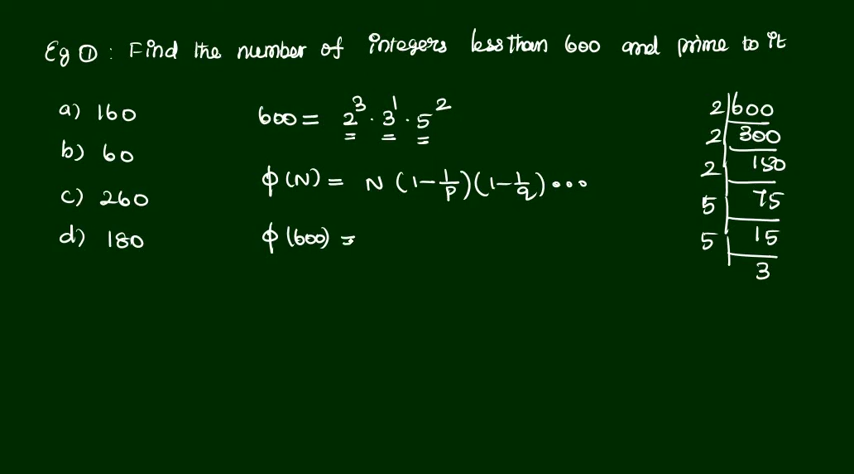 Eg ①: Find the number of integers less than 600 and prime to it
a) 160
b) 60
c) 260
d) 180
600 = 2³ · 3¹ · 5²
ϕ(N) = N (1 - 1/p)(1 - 1/q) •••
ϕ(600) =
2 | 600
2 | 300
2 | 150
5 | 75
5 | 15
3